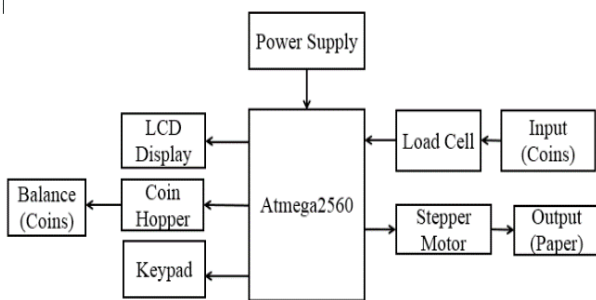 Power Supply
LCD
Display
Load Cell
Input
(Coins)
Balance
(Coins)
Coin
Hopper
Atmega2560
Stepper
Motor
Output
(Paper)
Keypad